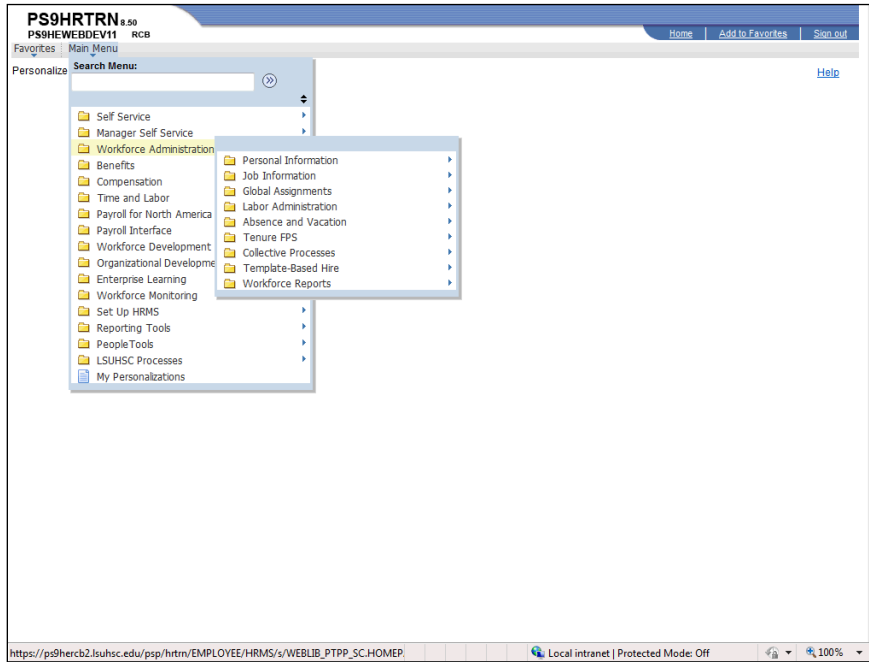 PS9HRTRN 8.50
PS9HEWEBDEV11 RCB
Home Add to Favorites Sign out
Favorites Main Menu
Personalize
Help
Search Menu:
Self Service
Manager Self Service
Workforce Administration
Benefits
Compensation
Time and Labor
Payroll for North America
Payroll Interface
Workforce Development
Organizational Developme
Enterprise Learning
Workforce Monitoring
Set Up HRMS
Reporting Tools
PeopleTools
LSUHSC Processes
My Personalizations
Personal Information
Job Information
Global Assignments
Labor Administration
Absence and Vacation
Tenure FPS
Collective Processes
Template-Based Hire
Workforce Reports
https://ps9hercb2.lsuhsc.edu/psp/hrtrn/EMPLOYEE/HRMS/s/WEBLIB_PTPP_SC.HOMEP. Local intranet | Protected Mode: Off 100%